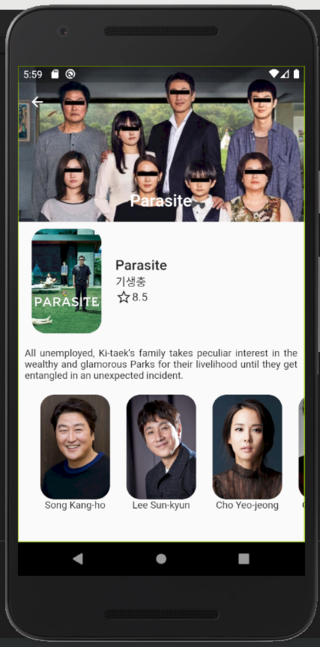 5:59
Parasite
PARASITE
Parasite
기생충
8.5
All unemployed, Ki-taek's family takes peculiar interest in the
wealthy and glamorous Parks for their livelihood until they get
entangled in an unexpected incident.
Song Kang-ho
Lee Sun-kyun
Cho Yeo-jeong